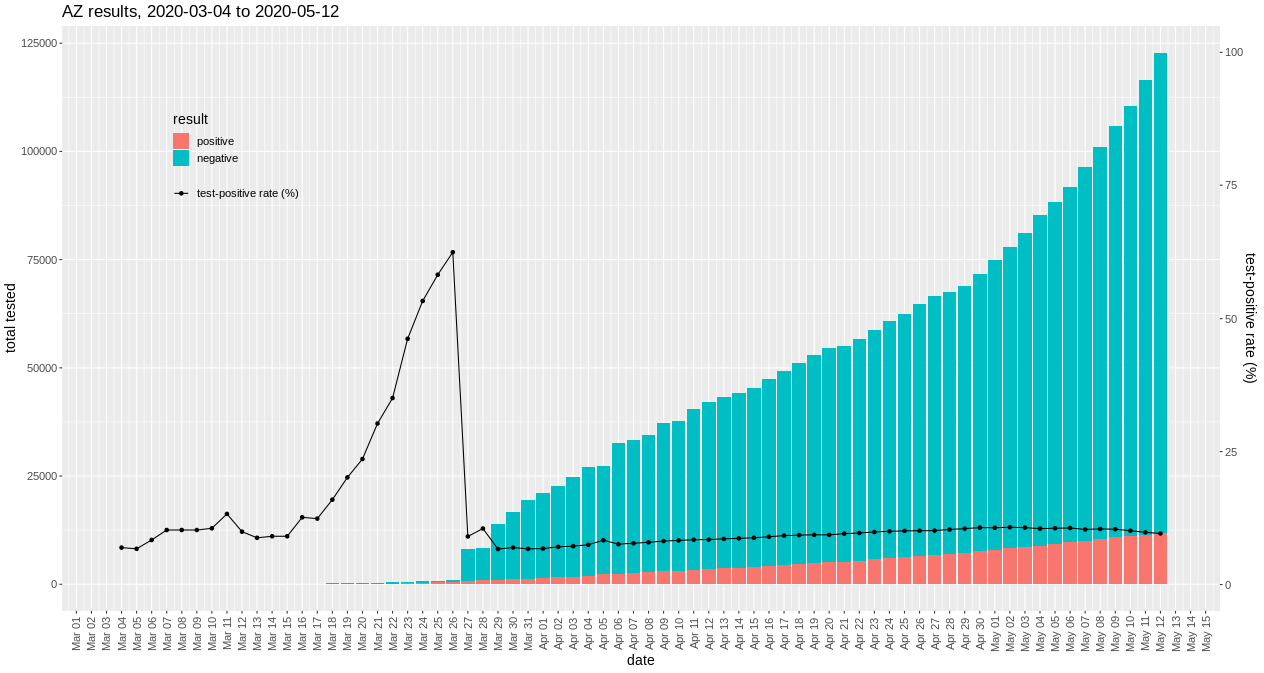 AZ results, 2020-03-04 to 2020-05-12
125000
100000
75000
50000
25000
0
total tested
result
positive
negative
test-positive rate (%)
100
75
50
25
0
test-positive rate (%)
Mar 01
Mar 02
Mar 03
Mar 04
Mar 05
Mar 06
Mar 07
Mar 08
Mar 09
Mar 10
Mar 11
Mar 12
Mar 13
Mar 14
Mar 15
Mar 16
Mar 17
Mar 18
Mar 19
Mar 20
Mar 21
Mar 22
Mar 23
Mar 24
Mar 25
Mar 26
Mar 27
Mar 28
Mar 29
Mar 30
Mar 31
Apr 01
Apr 02
Apr 03
Apr 04
Apr 05
Apr 06
Apr 07
Apr 08
Apr 09
Apr 10
Apr 11
Apr 12
Apr 13
Apr 14
Apr 15
Apr 16
Apr 17
Apr 18
Apr 19
Apr 20
Apr 21
Apr 22
Apr 23
Apr 24
Apr 25
Apr 26
Apr 27
Apr 28
Apr 29
Apr 30
May 01
May 02
May 03
May 04
May 05
May 06
May 07
May 08
May 09
May 10
May 11
May 12
May 13
May 14
May 15
date